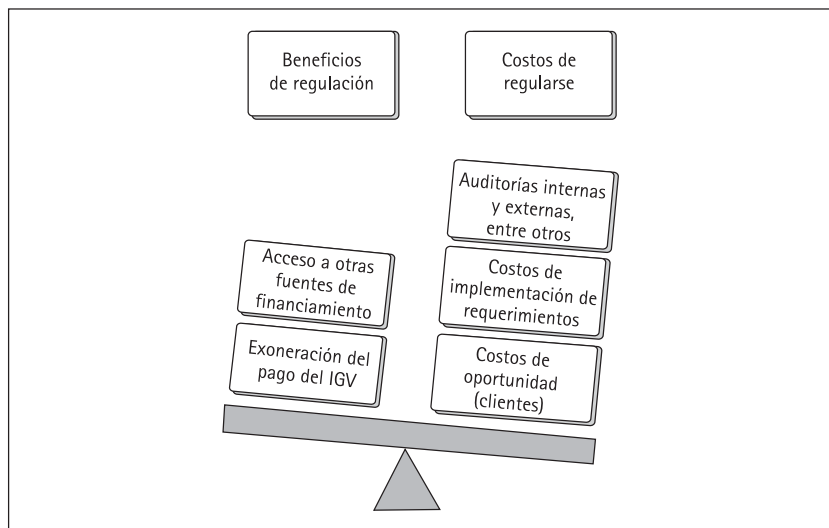 Beneficios
de regulación
Costos de
regularse
Auditorías internas
y externas,
entre otros
Acceso a otras
fuentes de
financiamiento
Costos de
implementación de
requerimientos
Exoneración del
pago del IGV
Costos de
oportunidad
(clientes)